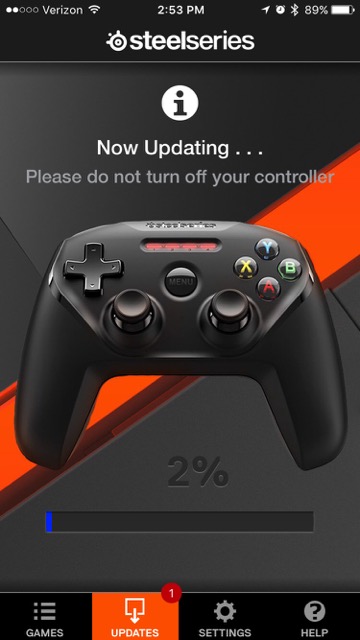 Verizon 2:53 PM 89%
steelseries
Now Updating . . .
Please do not turn off your controller
steelseries
Y
X B
MENU
A
2%
1
GAMES UPDATES SETTINGS HELP